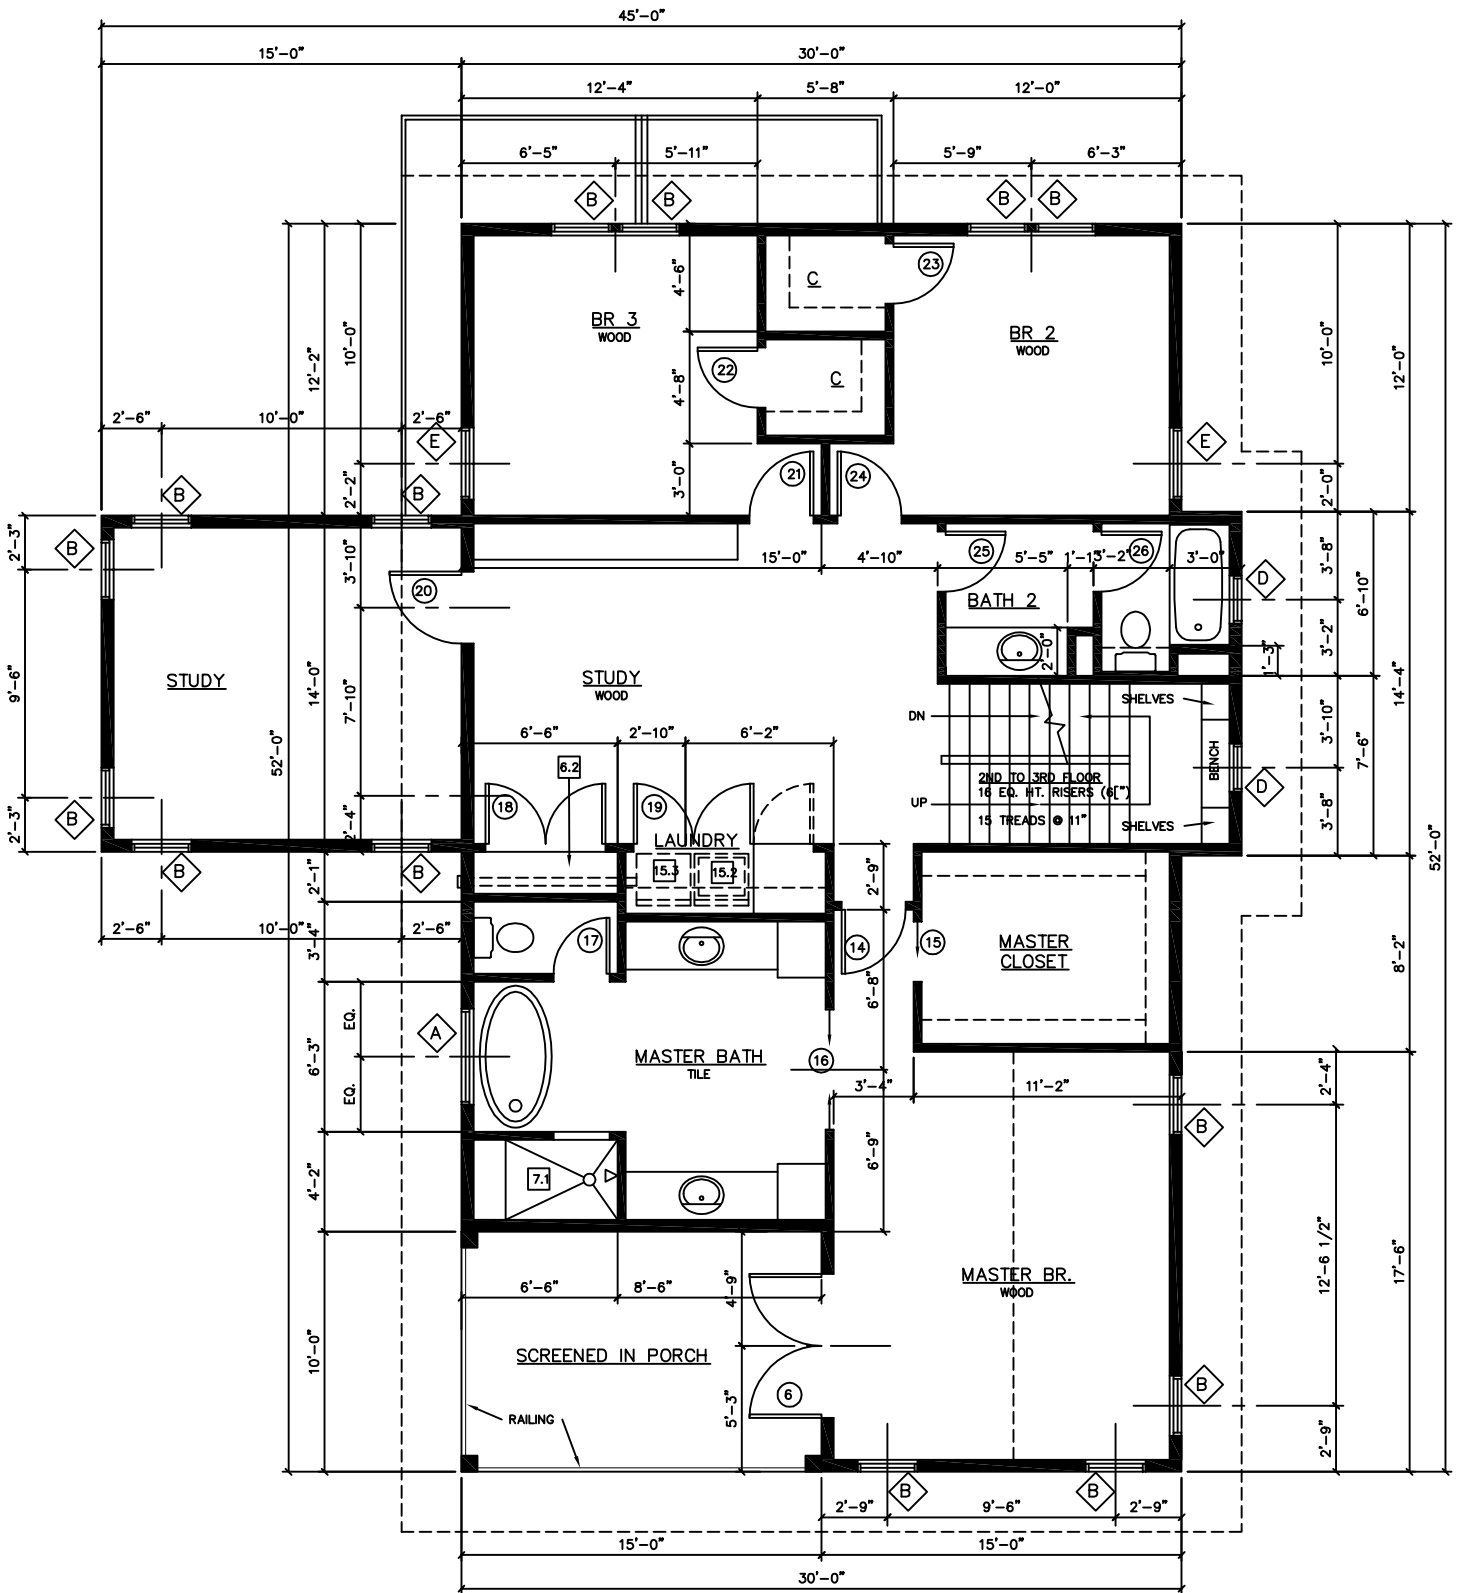 45'-0"
15'-0"
30'-0"
12'-4"
5'-8"
12'-0"
6'-5"
5'-11"
5'-9"
6'-3"
B
B
B
B
C
23
4'-6"
BR 3
WOOD
BR 2
WOOD
10'-0"
12'-2"
10'-0"
12'-0"
22
C
4'-8"
2'-6"
10'-0"
2'-6"
E
E
21
24
3'-0"
2'-2"
2'-0"
B
B
B
2'-3"
3'-10"
15'-0"
4'-10"
25
5'-5"
1'-1"
3'-2"
26
3'-0"
3'-8"
D
20
BATH 2
6'-10"
2'-0"
3'-2"
1'-3"
STUDY
STUDY
WOOD
9'-6"
14'-0"
7'-10"
52'-0"
14'-4"
SHELVES
DN
6'-6"
2'-10"
6'-2"
3'-10"
7'-6"
BENCH
6.2
2ND TO 3RD FLOOR
16 EQ. HT. RISERS (6[")
D
18
19
UP
15 TREADS @ 11"
SHELVES
B
2'-3"
2'-4"
3'-8"
52'-0"
LAUNDRY
15.3
15.2
B
B
2'-1"
2'-9"
2'-6"
10'-0"
2'-6"
3'-4"
17
14
15
MASTER
CLOSET
8'-2"
6'-8"
A
EQ.
6'-3"
EQ.
MASTER BATH
TILE
16
3'-4"
11'-2"
2'-4"
B
6'-9"
4'-2"
7.1
12'-6 1/2"
17'-6"
MASTER BR.
WOOD
6'-6"
8'-6"
4'-9"
SCREENED IN PORCH
10'-0"
6
B
5'-3"
RAILING
2'-9"
B
B
2'-9"
9'-6"
2'-9"
15'-0"
15'-0"
30'-0"